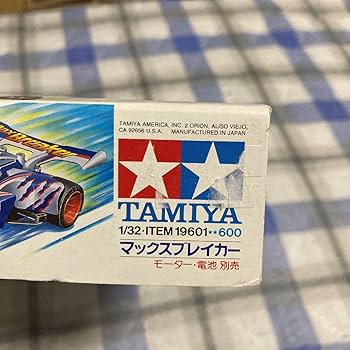 TAMIYA AMERICA, INC. 2 ORION, ALISO VIEJO,
CA 92656 U.S.A. MANUFACTURED IN JAPAN
TAMIYA
1/32・ITEM 19601★★600
マックスブレイカー
モーター・電池 別売